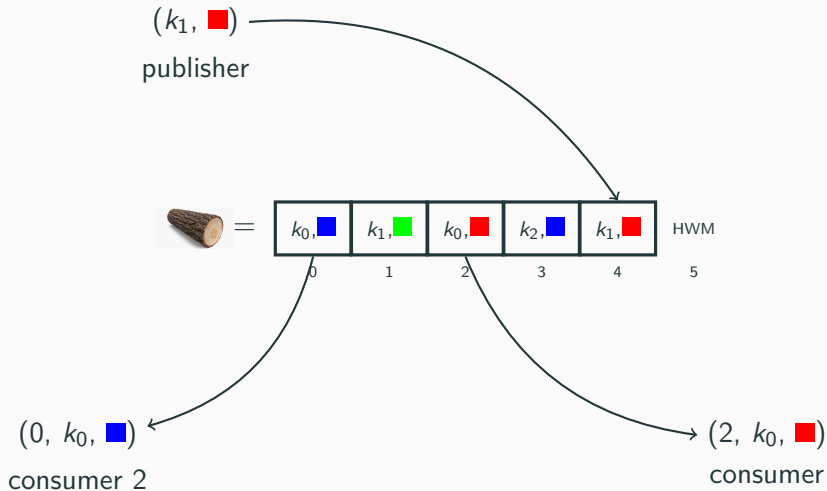 (k₁, ■)
publisher
= k₀,■ k₁,■ k₀,■ k₂,■ k₁,■ HWM
0 1 2 3 4 5
(0, k₀, ■)
consumer 2
(2, k₀, ■)
consumer